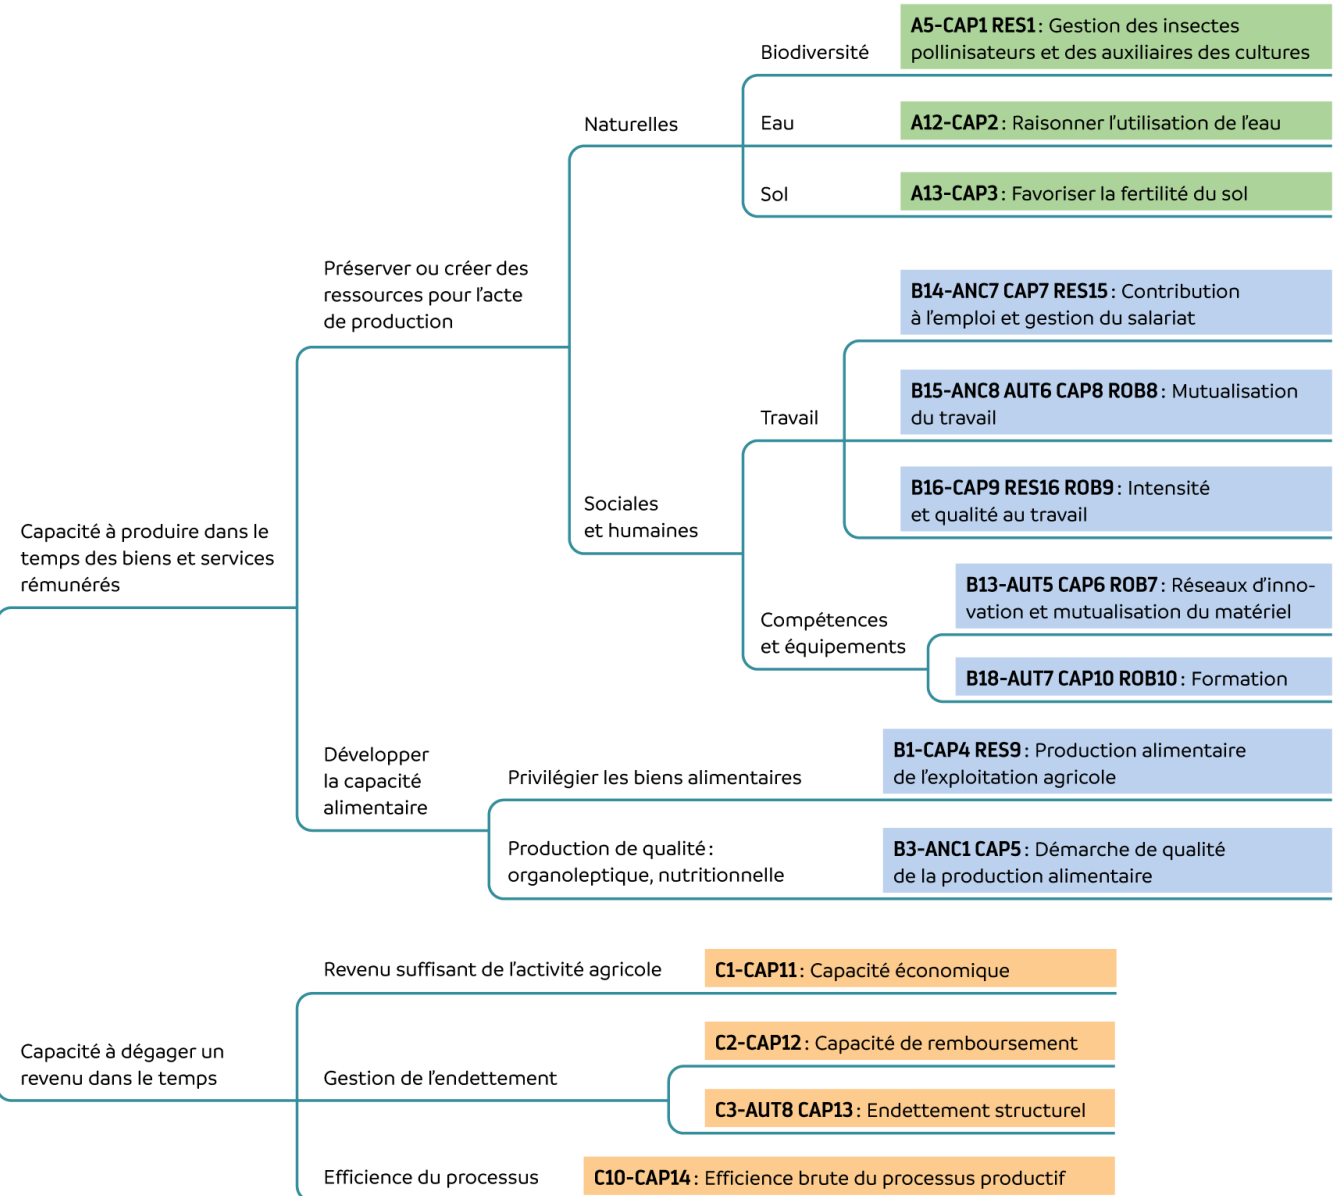 Biodiversité
A5-CAP1 RES1 : Gestion des insectes
pollinisateurs et des auxiliaires des cultures
Naturelles
Eau
A12-CAP2 : Raisonner l’utilisation de l’eau
Sol
A13-CAP3 : Favoriser la fertilité du sol
Préserver ou créer des
ressources pour l’acte
de production
B14-ANC7 CAP7 RES15 : Contribution
à l’emploi et gestion du salariat
Travail
B15-ANC8 AUT6 CAP8 ROB8 : Mutualisation
du travail
B16-CAP9 RES16 ROB9 : Intensité
et qualité au travail
Sociales
et humaines
Capacité à produire dans le
temps des biens et services
rémunérés
Compétences
et équipements
B13-AUT5 CAP6 ROB7 : Réseaux d’inno-
vation et mutualisation du matériel
B18-AUT7 CAP10 ROB10 : Formation
Développer
la capacité
alimentaire
Privilégier les biens alimentaires
B1-CAP4 RES9 : Production alimentaire
de l’exploitation agricole
Production de qualité :
organoleptique, nutritionnelle
B3-ANC1 CAP5 : Démarche de qualité
de la production alimentaire
Revenu suffisant de l’activité agricole
C1-CAP11 : Capacité économique
Capacité à dégager un
revenu dans le temps
Gestion de l’endettement
C2-CAP12 : Capacité de remboursement
C3-AUT8 CAP13 : Endettement structurel
Efficience du processus
C10-CAP14 : Efficience brute du processus productif